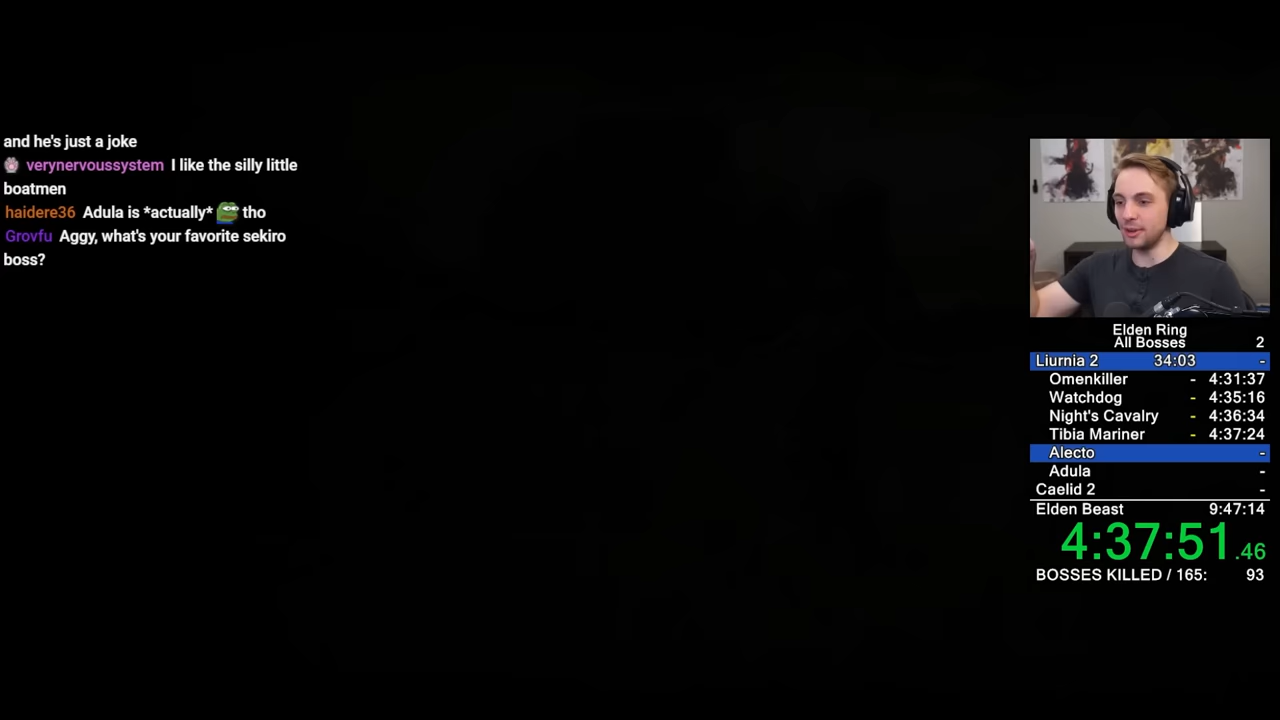 and he's just a joke
verynervoussystem I like the silly little
boatmen
haidere36 Adula is *actually* tho
Grovfu Aggy, what's your favorite sekiro
boss?
Elden Ring
All Bosses 2
Liurnia 2 34:03 -
Omenkiller - 4:31:37
Watchdog - 4:35:16
Night's Cavalry - 4:36:34
Tibia Mariner - 4:37:24
Alecto -
Adula -
Caelid 2 -
Elden Beast 9:47:14
4:37:51.46
BOSSES KILLED / 165: 93